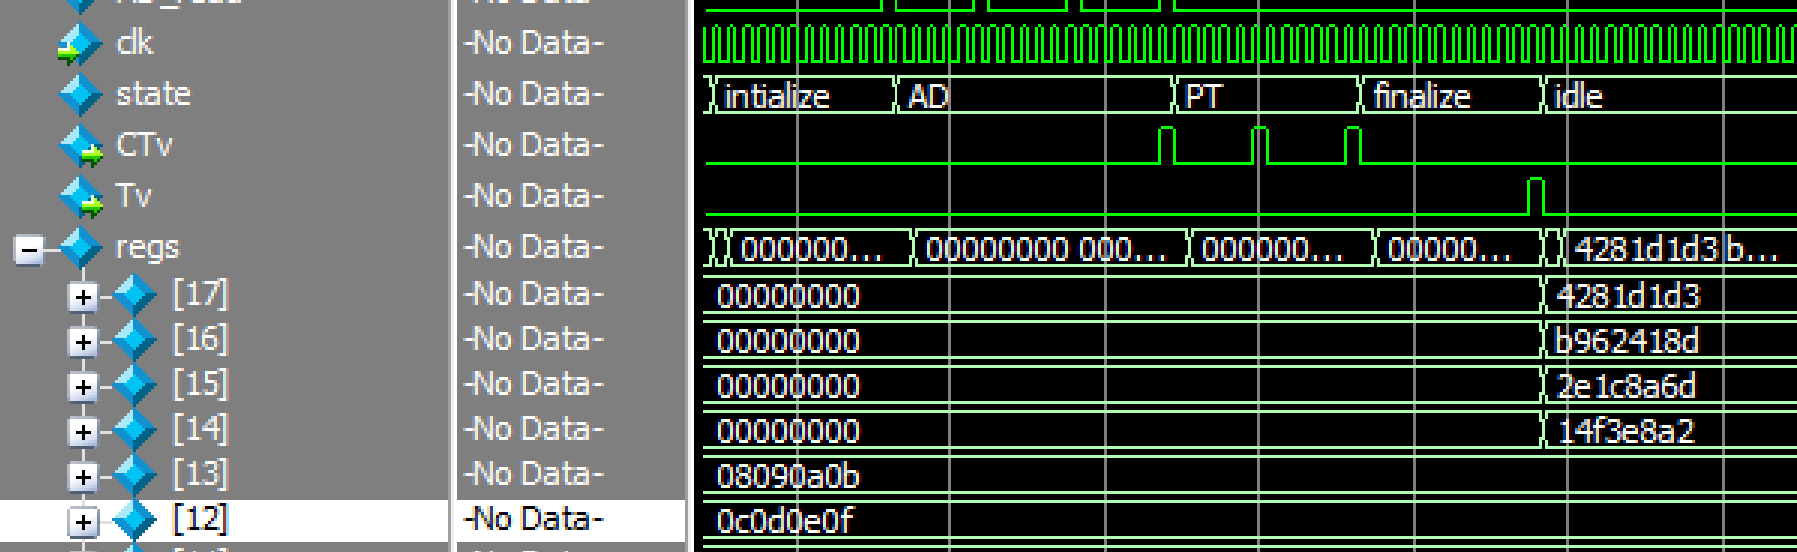 -No Data-
clk -No Data-
state -No Data- intialize AD PT finalize idle
CTv -No Data-
Tv -No Data-
regs -No Data- 000000... 00000000 000... 000000... 00000... 4281d1d3 b...
[17] -No Data- 00000000 4281d1d3
[16] -No Data- 00000000 b962418d
[15] -No Data- 00000000 2e1c8a6d
[14] -No Data- 00000000 14f3e8a2
[13] -No Data- 08090a0b
[12] -No Data- 0c0d0e0f